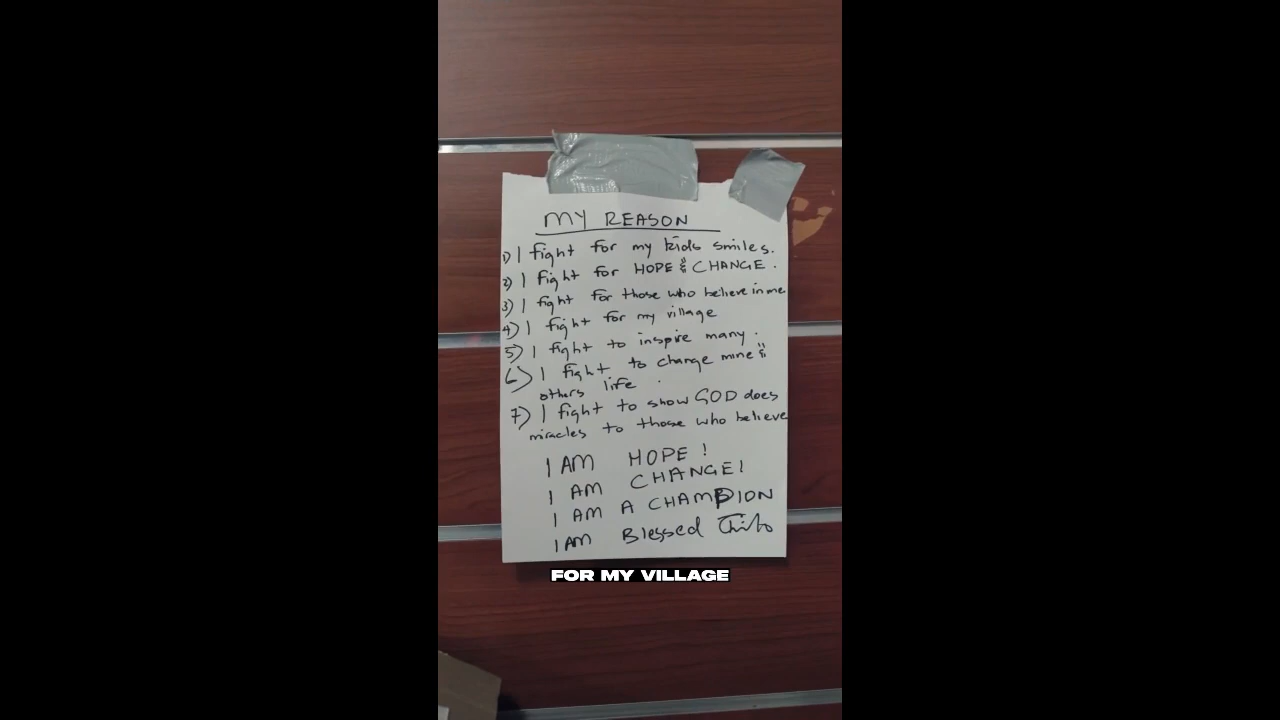 MY REASON
1) I fight for my kids smiles.
2) I fight for HOPE & CHANGE.
3) I fight for those who believe in me
4) I fight for my village
5) I fight to inspire many.
6) I fight to change mine &
others life.
7) I fight to show GOD does
miracles to those who believe
I AM HOPE!
I AM CHANGE!
I AM A CHAMPION
I AM Blessed
FOR MY VILLAGE